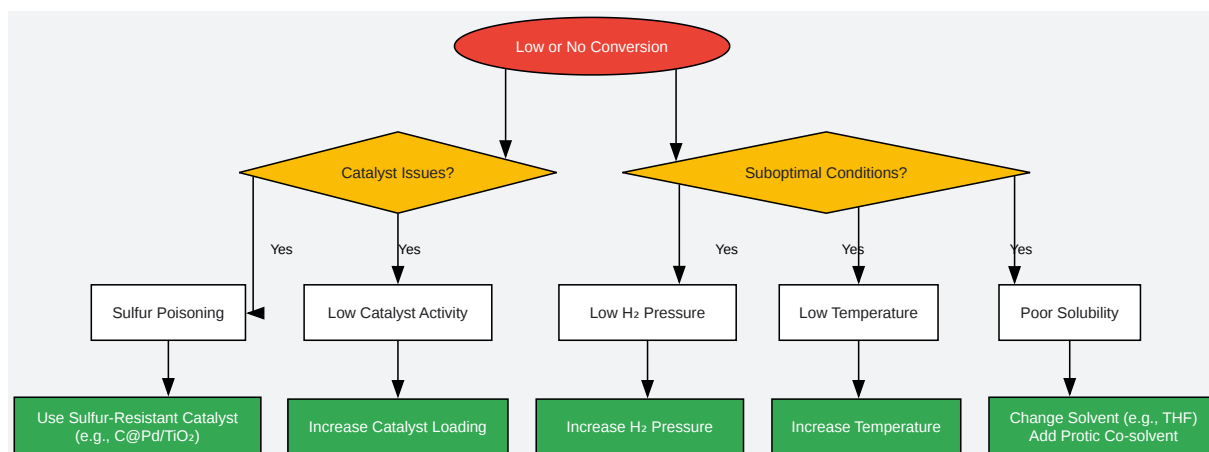 Low or No Conversion
Catalyst Issues?
Suboptimal Conditions?
Yes
Yes
Yes
Yes
Yes
Sulfur Poisoning
Low Catalyst Activity
Low H₂ Pressure
Low Temperature
Poor Solubility
Use Sulfur-Resistant Catalyst
(e.g., C@Pd/TiO₂)
Increase Catalyst Loading
Increase H₂ Pressure
Increase Temperature
Change Solvent (e.g., THF)
Add Protic Co-solvent